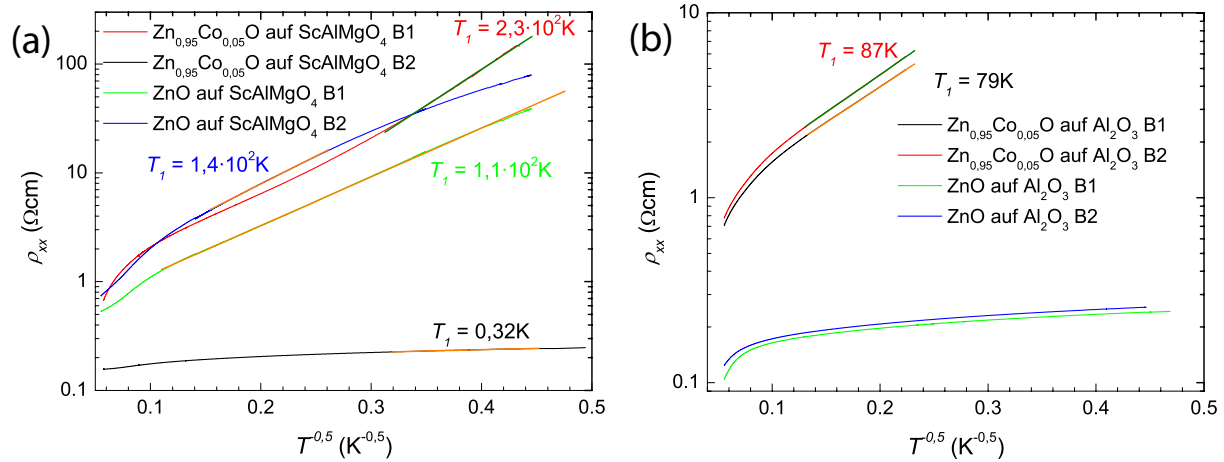 (a)
Zn0,95Co0,05O auf ScAlMgO4 B1
Zn0,95Co0,05O auf ScAlMgO4 B2
ZnO auf ScAlMgO4 B1
ZnO auf ScAlMgO4 B2
T1 = 2,3·10²K
T1 = 1,4·10²K
T1 = 1,1·10²K
T1 = 0,32K
100
10
1
0.1
ρxx (Ωcm)
0.1 0.2 0.3 0.4 0.5
T^-0,5 (K^-0,5)
(b)
T1 = 87K
T1 = 79K
Zn0,95Co0,05O auf Al2O3 B1
Zn0,95Co0,05O auf Al2O3 B2
ZnO auf Al2O3 B1
ZnO auf Al2O3 B2
10
1
0.1
ρxx (Ωcm)
0.1 0.2 0.3 0.4 0.5
T^-0,5 (K^-0,5)